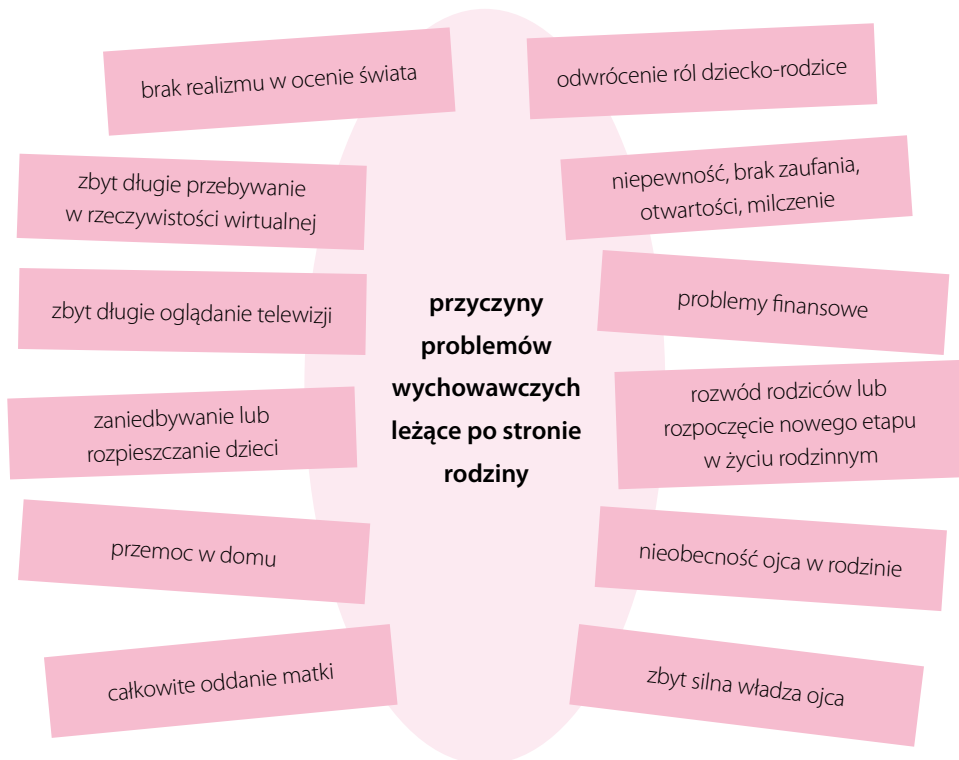 brak realizmu w ocenie świata
odwrócenie ról dziecko-rodzice
zbyt długie przebywanie
w rzeczywistości wirtualnej
niepewność, brak zaufania,
otwartości, milczenie
zbyt długie oglądanie telewizji
problemy finansowe
przyczyny
problemów
wychowawczych
leżące po stronie
rodziny
zaniedbywanie lub
rozpieszczanie dzieci
rozwód rodziców lub
rozpoczęcie nowego etapu
w życiu rodzinnym
przemoc w domu
nieobecność ojca w rodzinie
całkowite oddanie matki
zbyt silna władza ojca